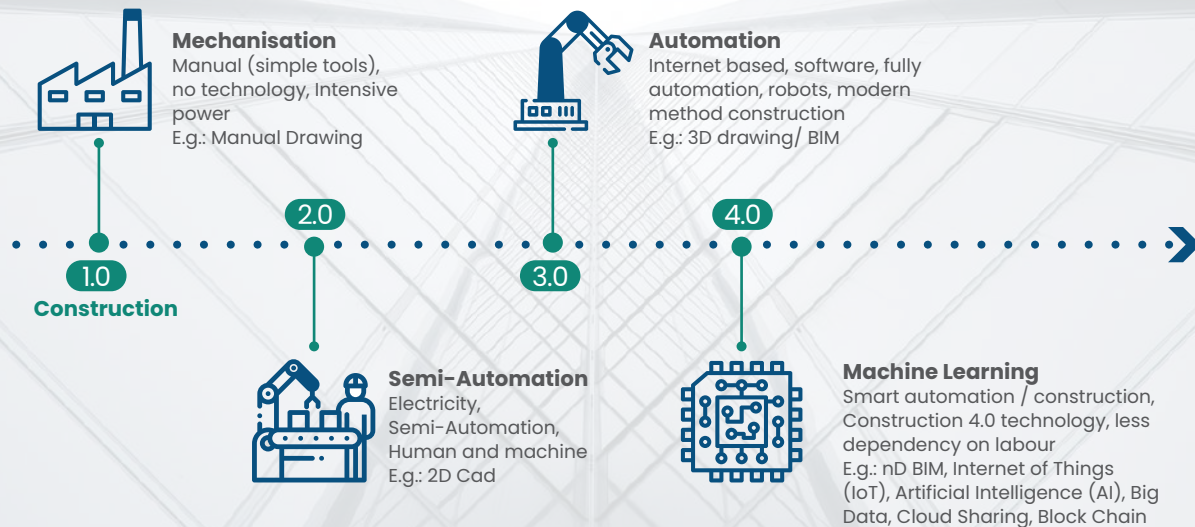 Mechanisation
Manual (simple tools),
no technology, Intensive
power
E.g.: Manual Drawing
Automation
Internet based, software, fully
automation, robots, modern
method construction
E.g.: 3D drawing/ BIM
2.0
4.0
1.0
3.0
Construction
Semi-Automation
Electricity,
Semi-Automation,
Human and machine
E.g.: 2D Cad
Machine Learning
Smart automation / construction,
Construction 4.0 technology, less
dependency on labour
E.g.: nD BIM, Internet of Things
(IoT), Artificial Intelligence (AI), Big
Data, Cloud Sharing, Block Chain